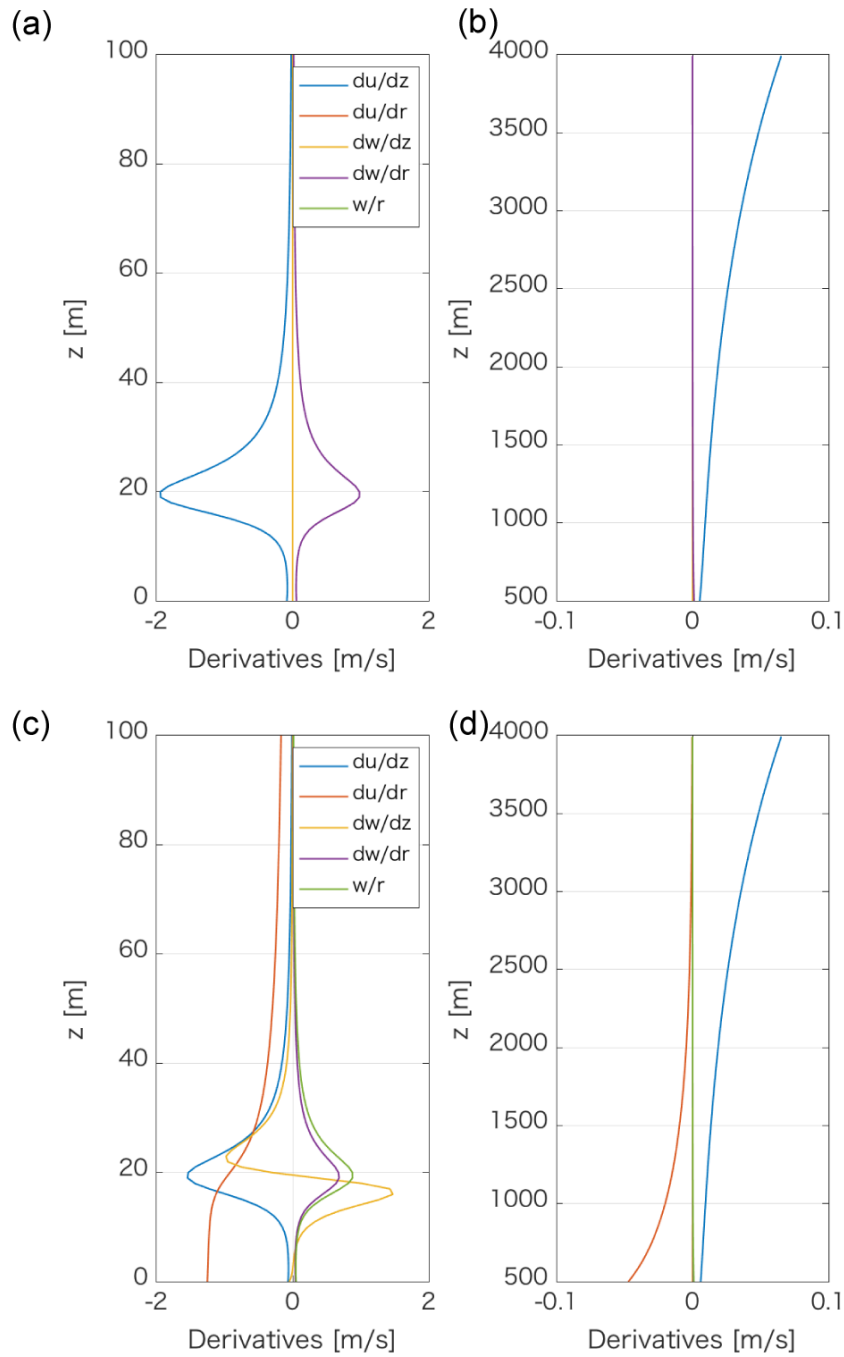 (a)
100
80
60
40
20
0
z [m]
du/dz
du/dr
dw/dz
dw/dr
w/r
-2
0
2
Derivatives [m/s]
(b)
4000
3500
3000
2500
2000
1500
1000
500
z [m]
-0.1
0
0.1
Derivatives [m/s]
(c)
100
80
60
40
20
0
z [m]
du/dz
du/dr
dw/dz
dw/dr
w/r
-2
0
2
Derivatives [m/s]
(d)
4000
3500
3000
2500
2000
1500
1000
500
z [m]
-0.1
0
0.1
Derivatives [m/s]